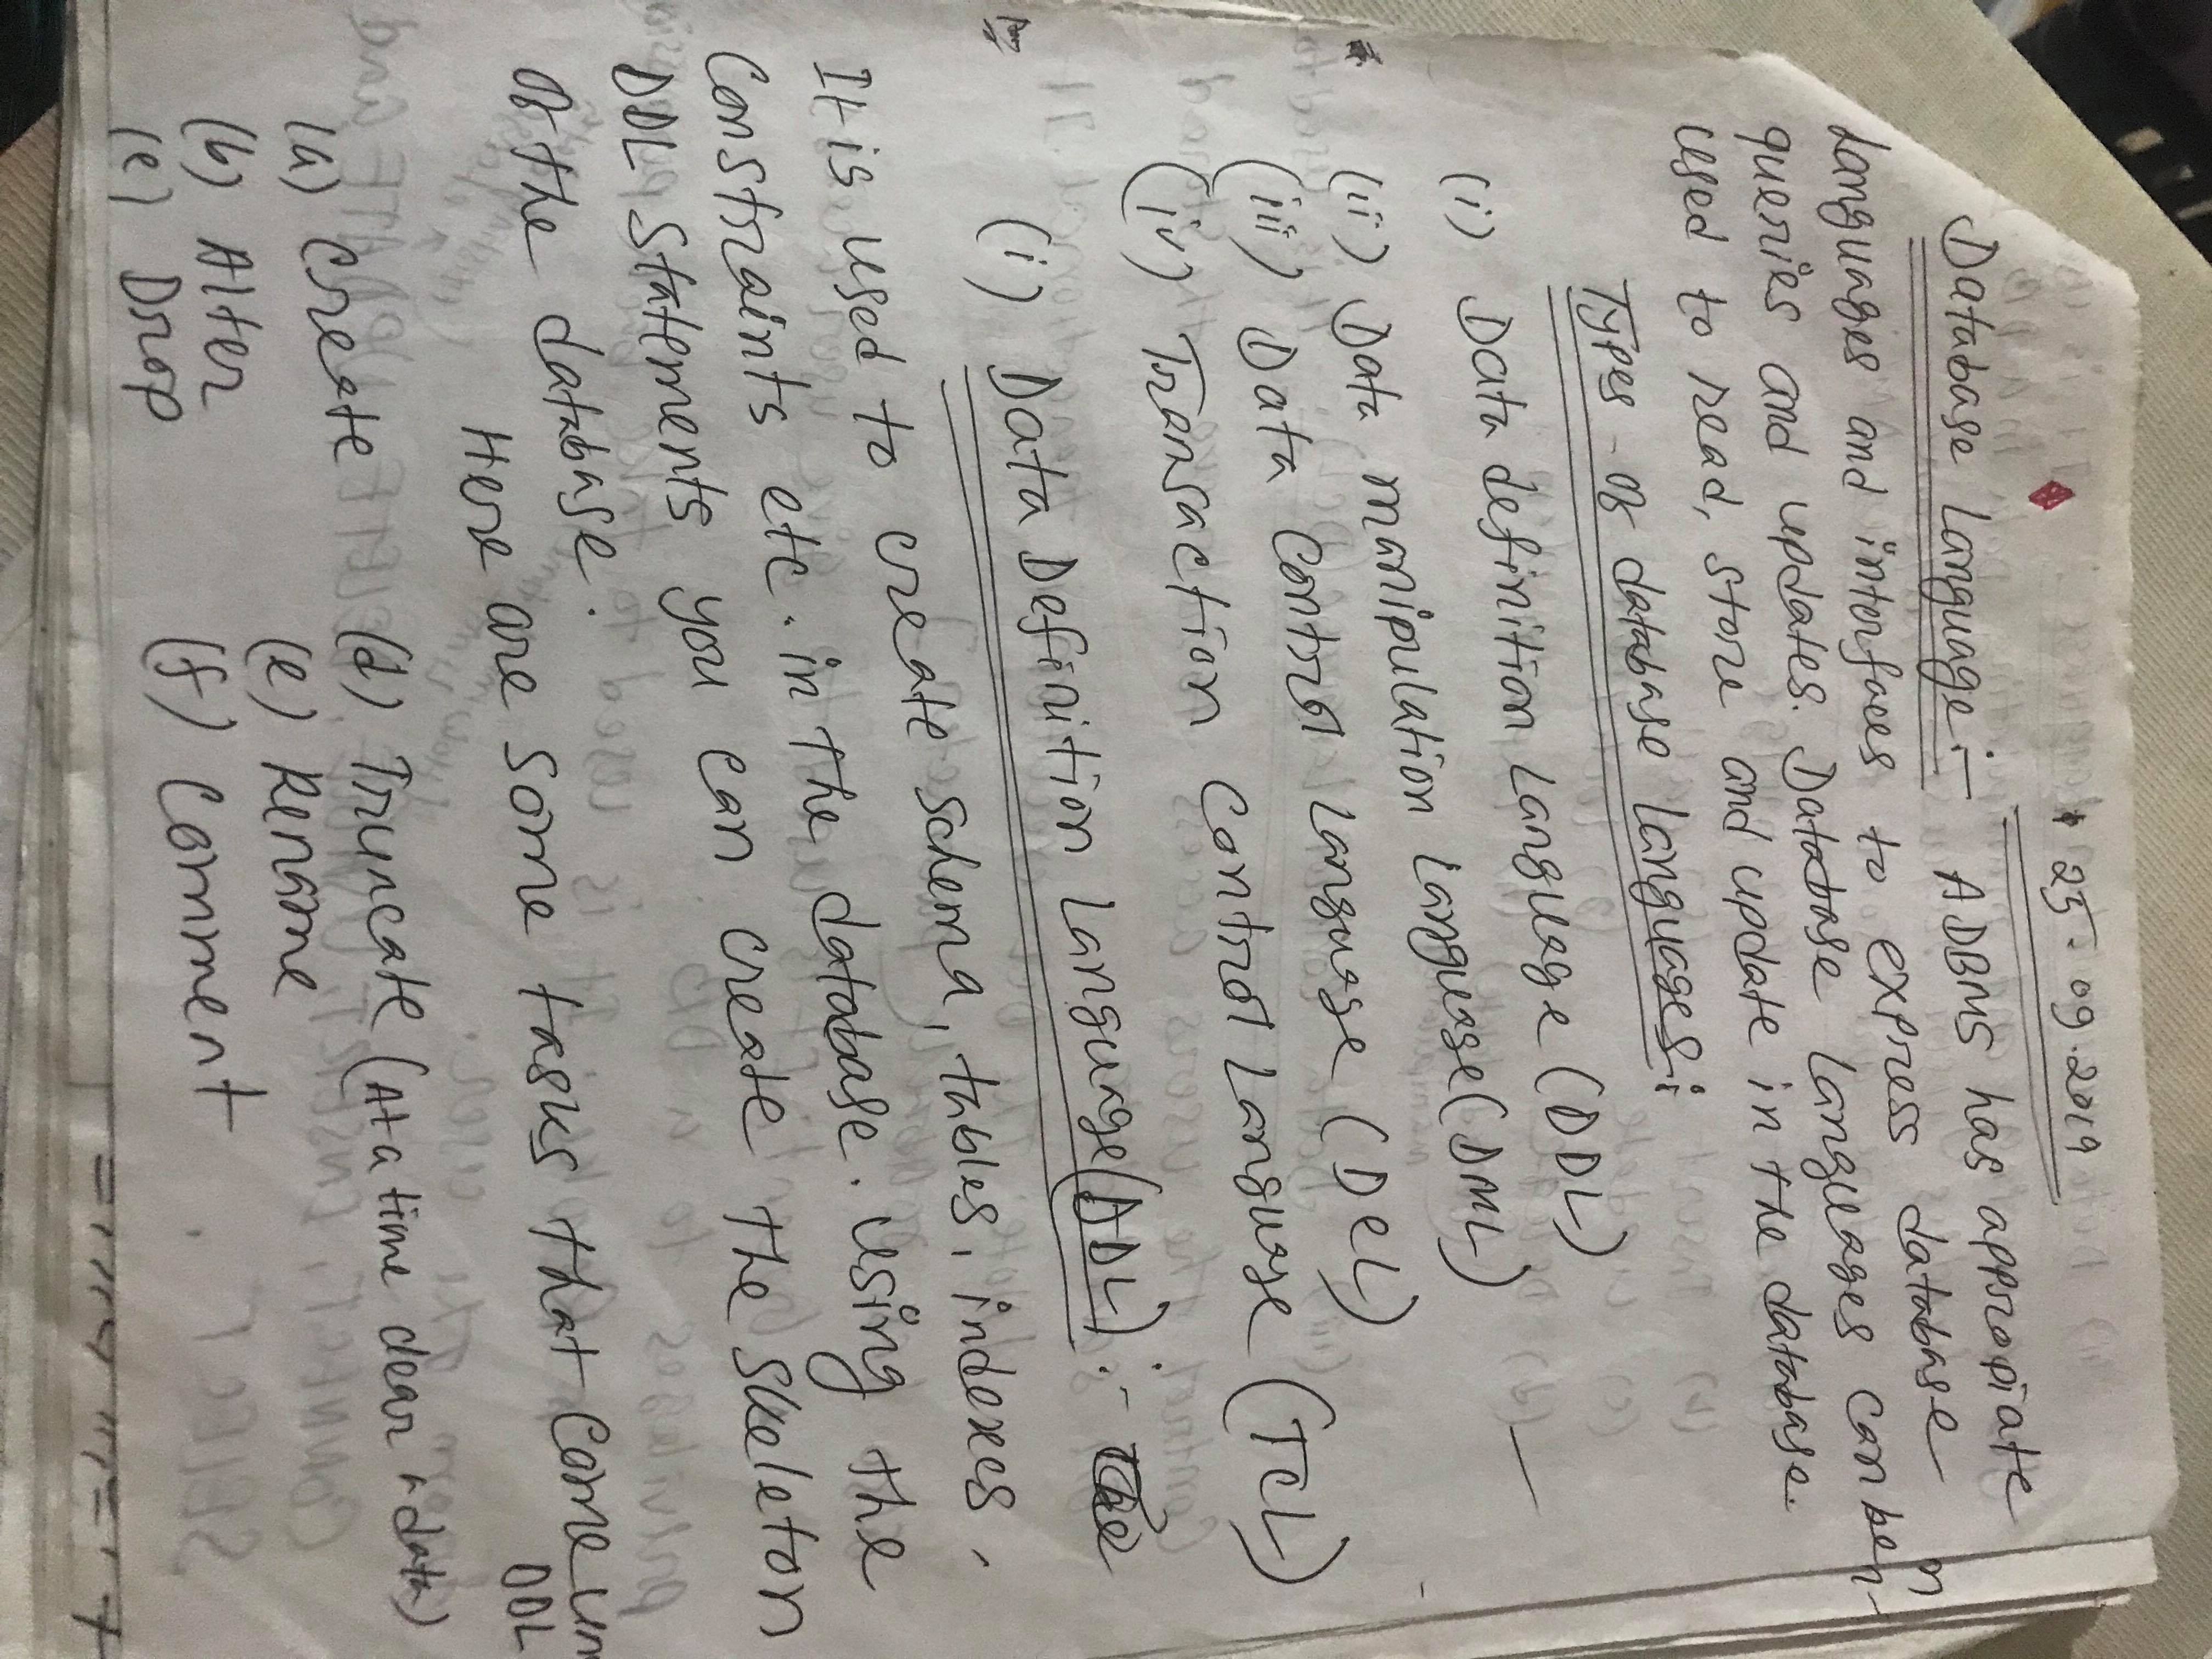 25.09.2019
Database Language:- A DBMS has appropiate
Languages and interfaces to express database
queries and updates. Database Languages can be
used to read, store and update in the database.
Types of database Languages:
(i) Data definition Language (DDL)
(ii) Data manipulation Language (DML)
(iii) Data Control Language (DCL)
(iv) Transaction Control Language (TCL)
(i) Data Definition Language (DDL) :-
It is used to create schema, tables, indexes,
Constraints etc. in the database. Using the
DDL Statements you can create the skeleton
of the database.
Here are some tasks that come un
DDL
(a) Create (d) Truncate (At a time clear data)
(b) Alter (e) Rename
(c) Drop (f) Comment